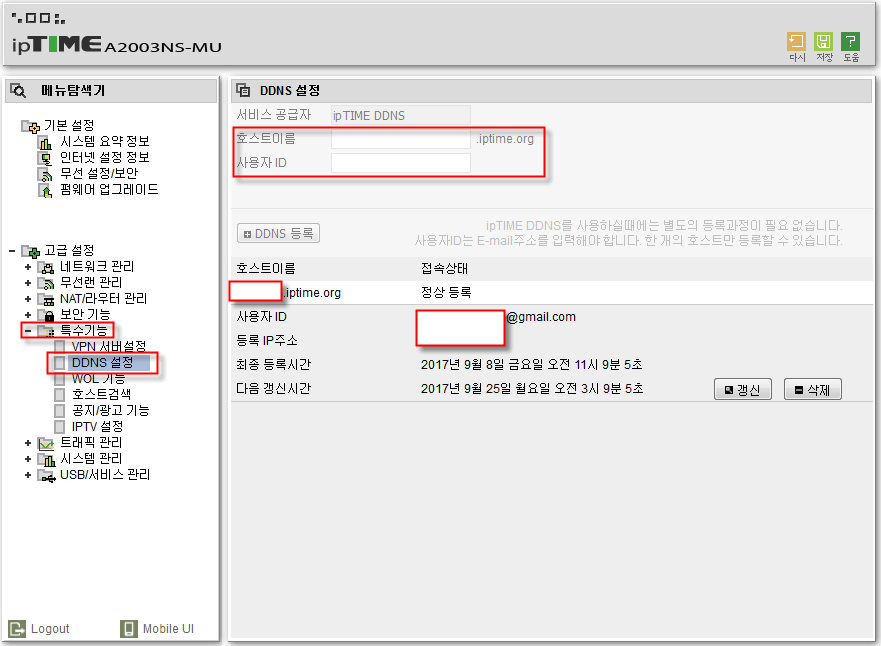 ipTIME A2003NS-MU
다시 저장 도움
메뉴탐색기
기본 설정
시스템 요약 정보
인터넷 설정 정보
무선 설정/보안
펌웨어 업그레이드
고급 설정
네트워크 관리
무선랜 관리
NAT/라우터 관리
보안 기능
특수기능
VPN 서버설정
DDNS 설정
WOL 기능
호스트검색
공지/광고 기능
IPTV 설정
트래픽 관리
시스템 관리
USB/서비스 관리
Logout Mobile UI
DDNS 설정
서비스 공급자 ipTIME DDNS
호스트이름 .iptime.org
사용자 ID
DDNS 등록
ipTIME DDNS를 사용하실때에는 별도의 등록과정이 필요 없습니다.
사용자ID는 E-mail주소를 입력해야 합니다. 한 개의 호스트만 등록할 수 있습니다.
호스트이름 접속상태
.iptime.org 정상 등록
사용자 ID @gmail.com
등록 IP주소
최종 등록시간 2017년 9월 8일 금요일 오전 11시 9분 5초
다음 갱신시간 2017년 9월 25일 월요일 오전 3시 9분 5초 갱신 삭제